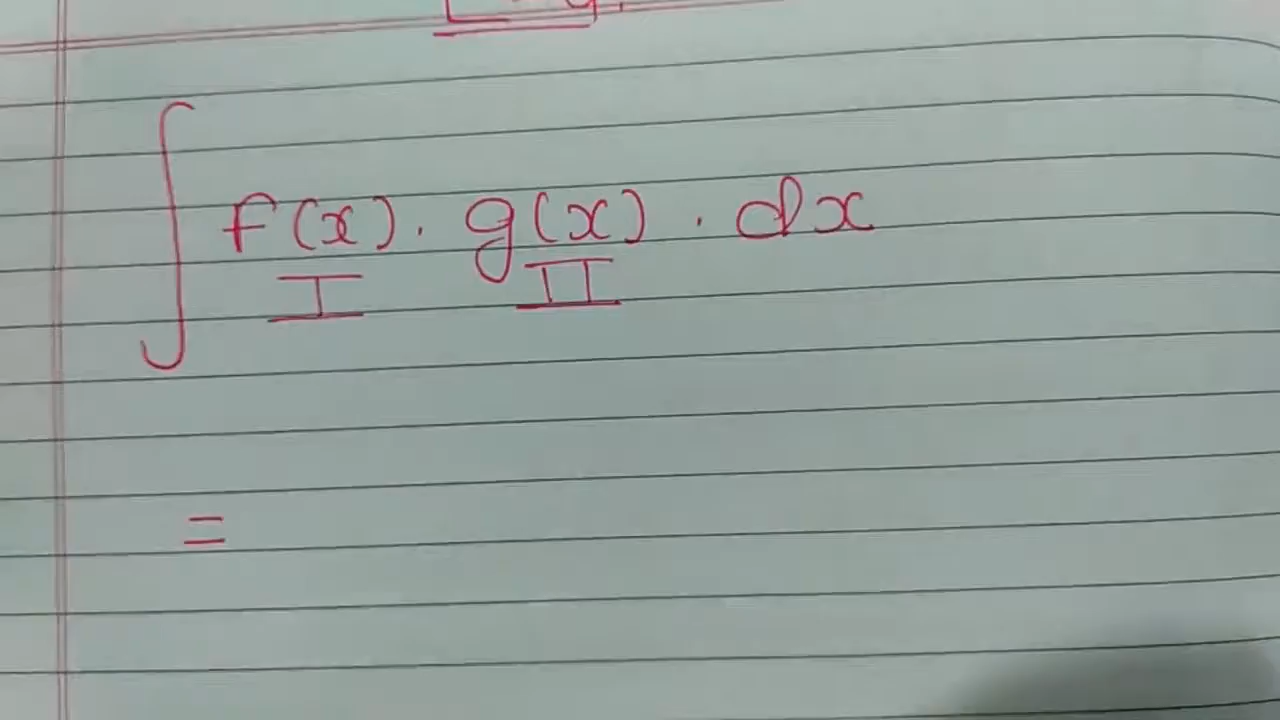 ∫ f(x). g(x) . dx
I II
=